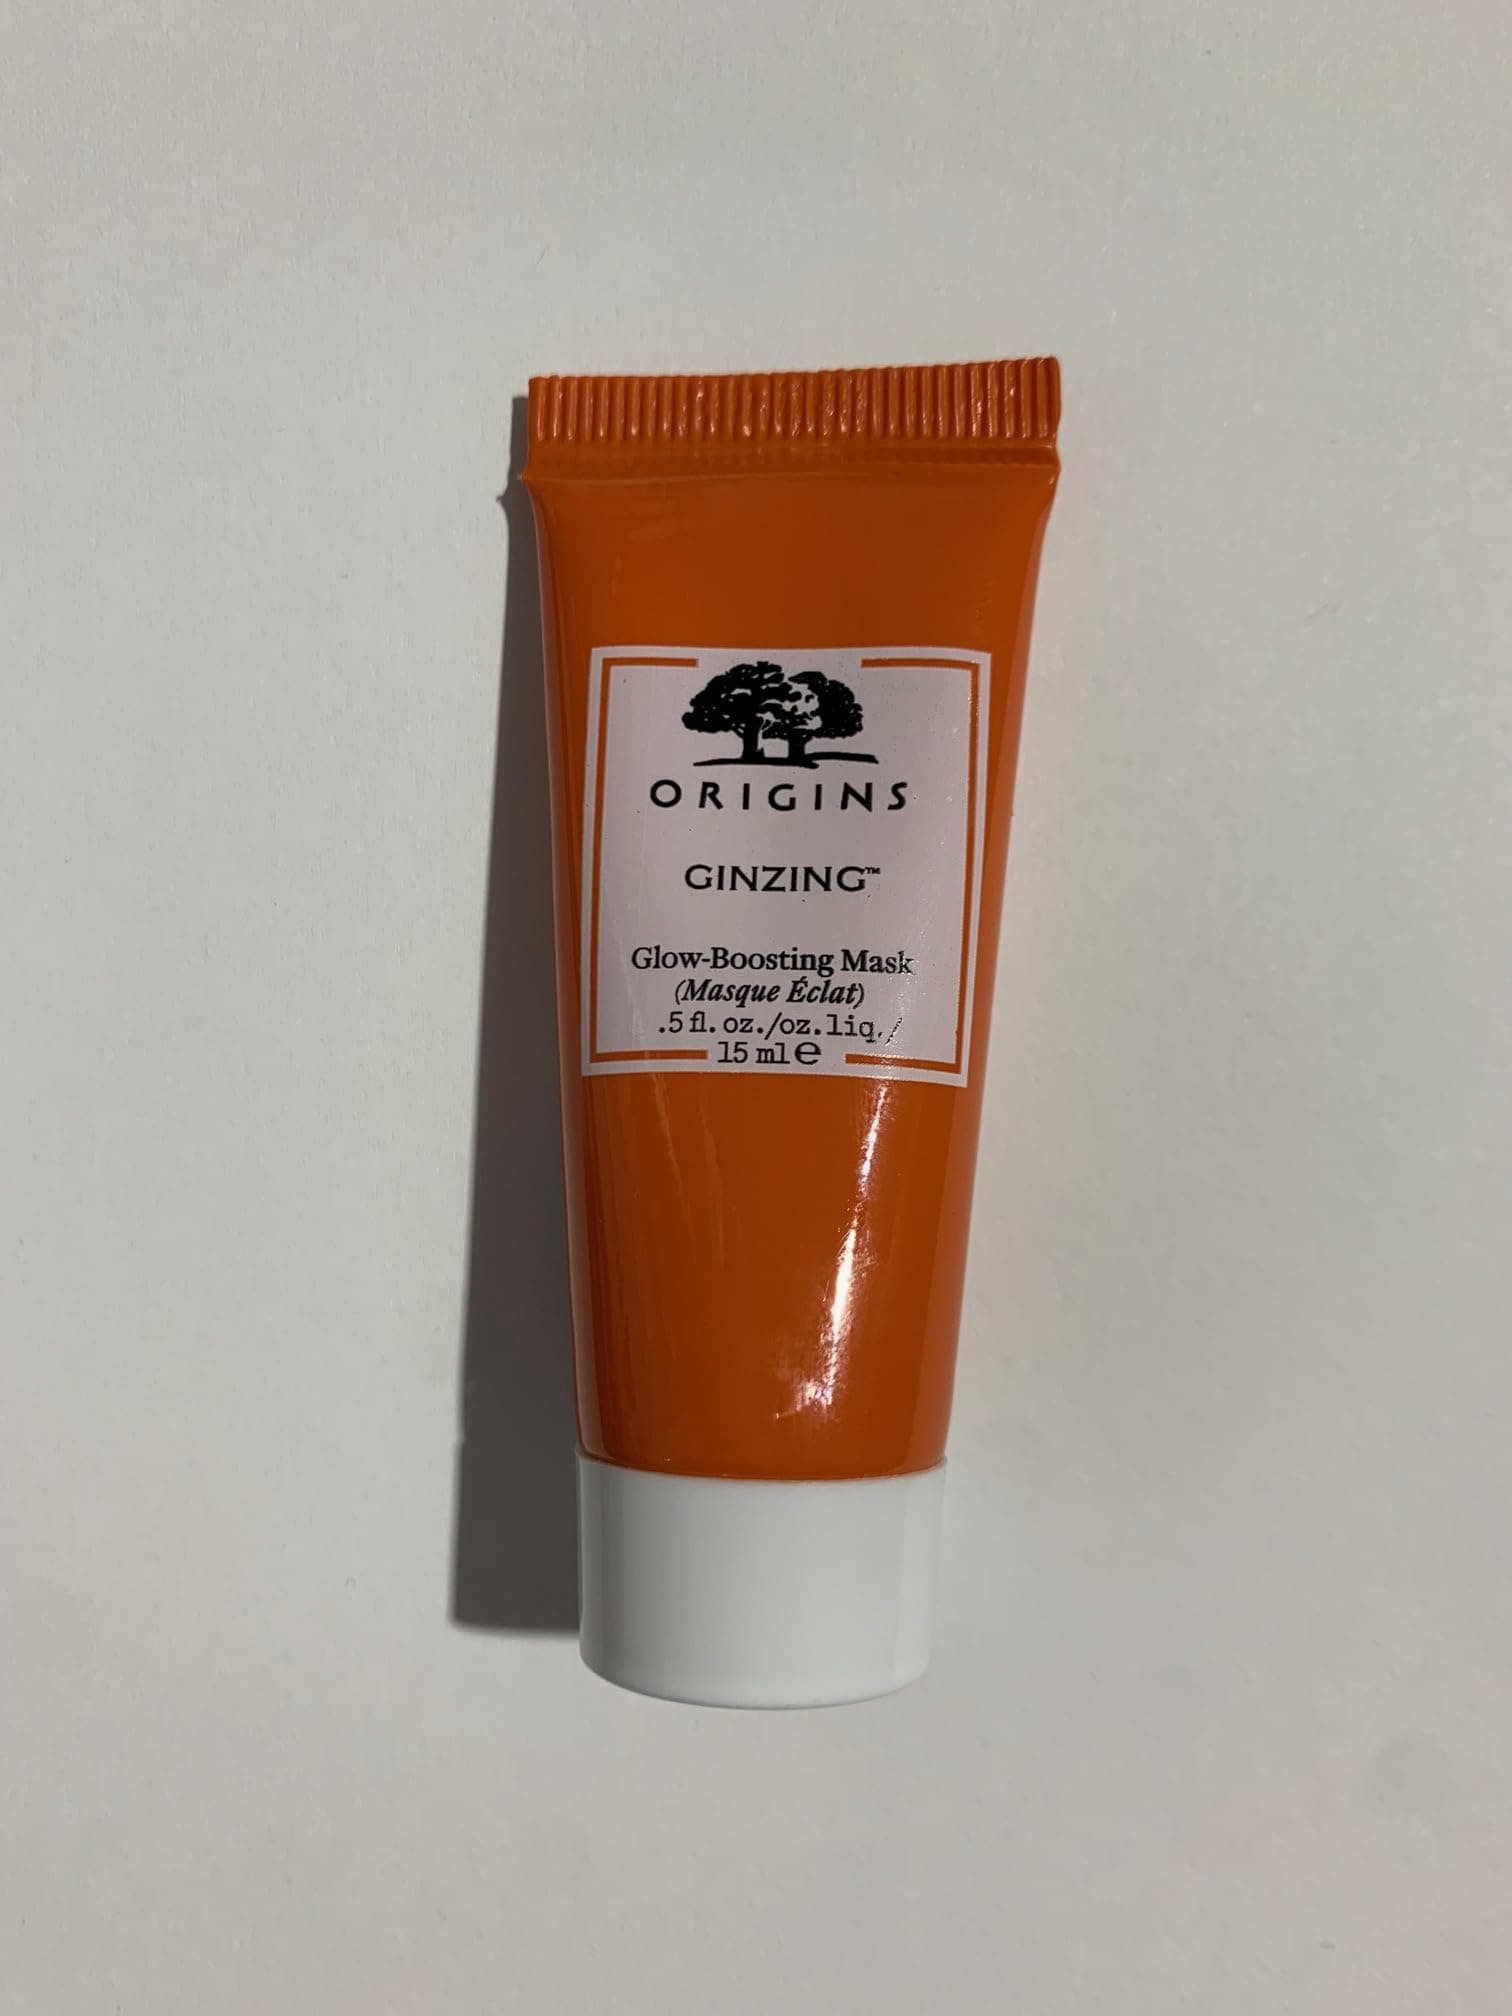 ORIGINS
GINZING™
Glow-Boosting Mask
(Masque Éclat)
.5 fl. oz./oz.liq./
15 ml e